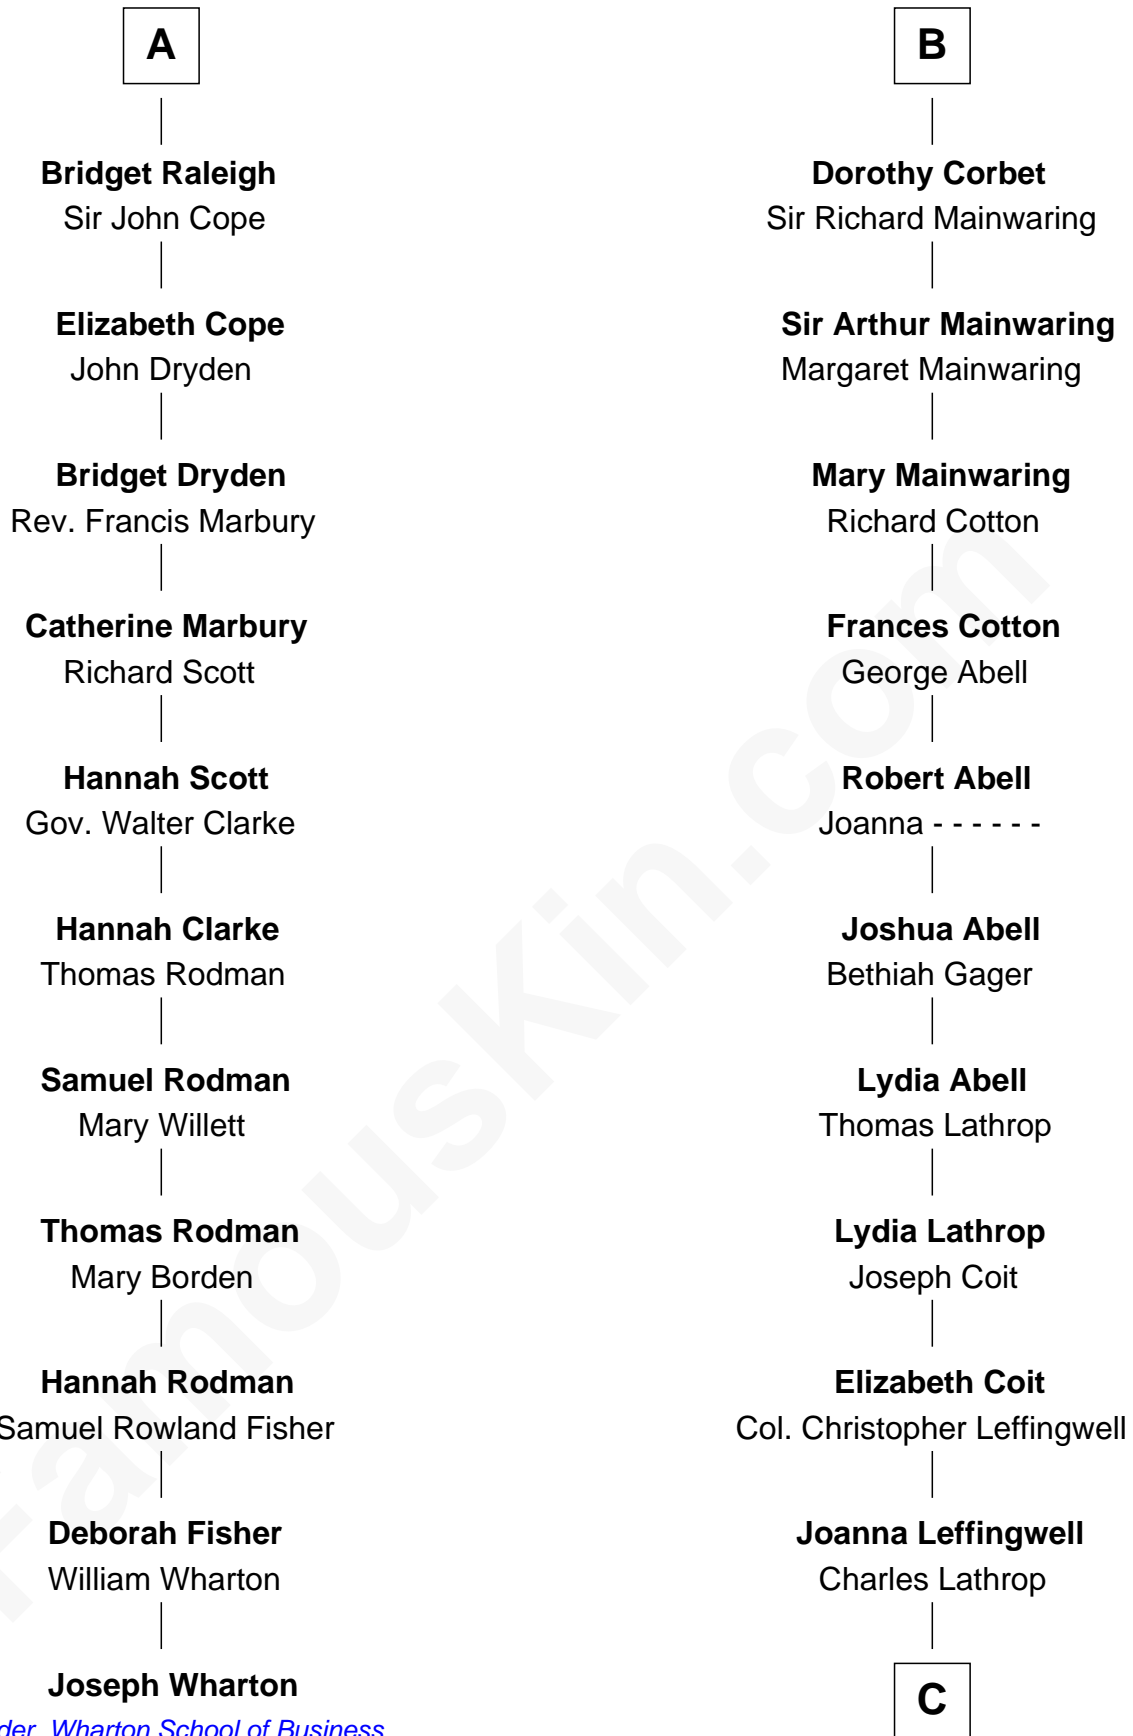 A
Bridget Raleigh
Sir John Cope
Elizabeth Cope
John Dryden
Bridget Dryden
Rev. Francis Marbury
Catherine Marbury
Richard Scott
Hannah Scott
Gov. Walter Clarke
Hannah Clarke
Thomas Rodman
Samuel Rodman
Mary Willett
Thomas Rodman
Mary Borden
Hannah Rodman
Samuel Rowland Fisher
Deborah Fisher
William Wharton
Joseph Wharton
Wharton School of Business
B
Dorothy Corbet
Sir Richard Mainwaring
Sir Arthur Mainwaring
Margaret Mainwaring
Mary Mainwaring
Richard Cotton
Frances Cotton
George Abell
Robert Abell
Joanna - - - - - -
Joshua Abell
Bethiah Gager
Lydia Abell
Thomas Lathrop
Lydia Lathrop
Joseph Coit
Elizabeth Coit
Col. Christopher Leffingwell
Joanna Leffingwell
Charles Lathrop
C
FamousKin.com